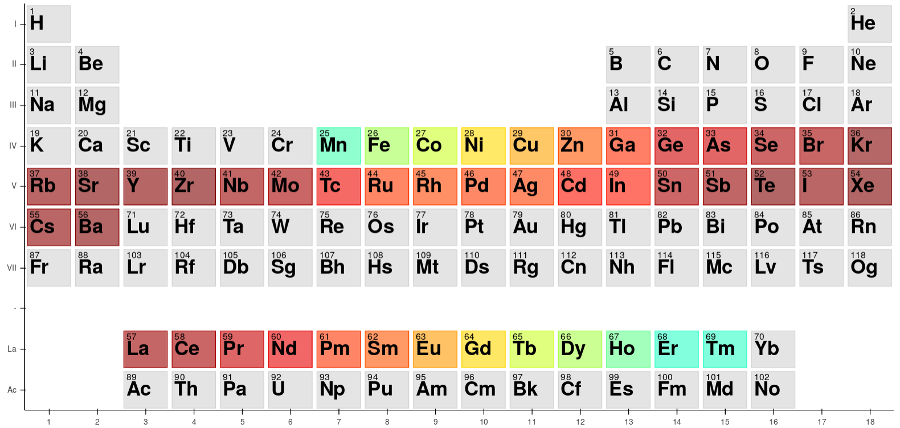 I 1 H 2 He
II 3 Li 4 Be 5 B 6 C 7 N 8 O 9 F 10 Ne
III 11 Na 12 Mg 13 Al 14 Si 15 P 16 S 17 Cl 18 Ar
IV 19 K 20 Ca 21 Sc 22 Ti 23 V 24 Cr 25 Mn 26 Fe 27 Co 28 Ni 29 Cu 30 Zn 31 Ga 32 Ge 33 As 34 Se 35 Br 36 Kr
V 37 Rb 38 Sr 39 Y 40 Zr 41 Nb 42 Mo 43 Tc 44 Ru 45 Rh 46 Pd 47 Ag 48 Cd 49 In 50 Sn 51 Sb 52 Te 53 I 54 Xe
VI 55 Cs 56 Ba 71 Lu 72 Hf 73 Ta 74 W 75 Re 76 Os 77 Ir 78 Pt 79 Au 80 Hg 81 Tl 82 Pb 83 Bi 84 Po 85 At 86 Rn
VII 87 Fr 88 Ra 103 Lr 104 Rf 105 Db 106 Sg 107 Bh 108 Hs 109 Mt 110 Ds 111 Rg 112 Cn 113 Nh 114 Fl 115 Mc 116 Lv 117 Ts 118 Og
-
La 57 La 58 Ce 59 Pr 60 Nd 61 Pm 62 Sm 63 Eu 64 Gd 65 Tb 66 Dy 67 Ho 68 Er 69 Tm 70 Yb
Ac 89 Ac 90 Th 91 Pa 92 U 93 Np 94 Pu 95 Am 96 Cm 97 Bk 98 Cf 99 Es 100 Fm 101 Md 102 No
1 2 3 4 5 6 7 8 9 10 11 12 13 14 15 16 17 18